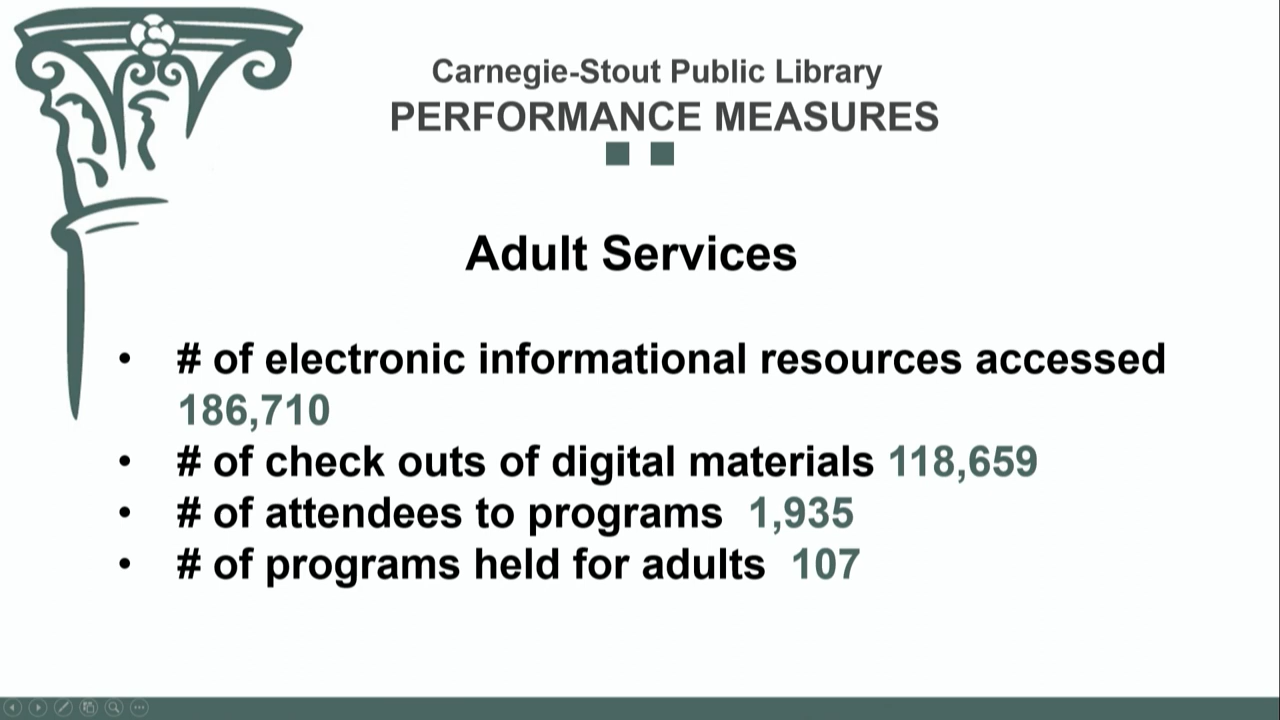 Carnegie-Stout Public Library
PERFORMANCE MEASURES
Adult Services
• # of electronic informational resources accessed
186,710
• # of check outs of digital materials 118,659
• # of attendees to programs 1,935
• # of programs held for adults 107